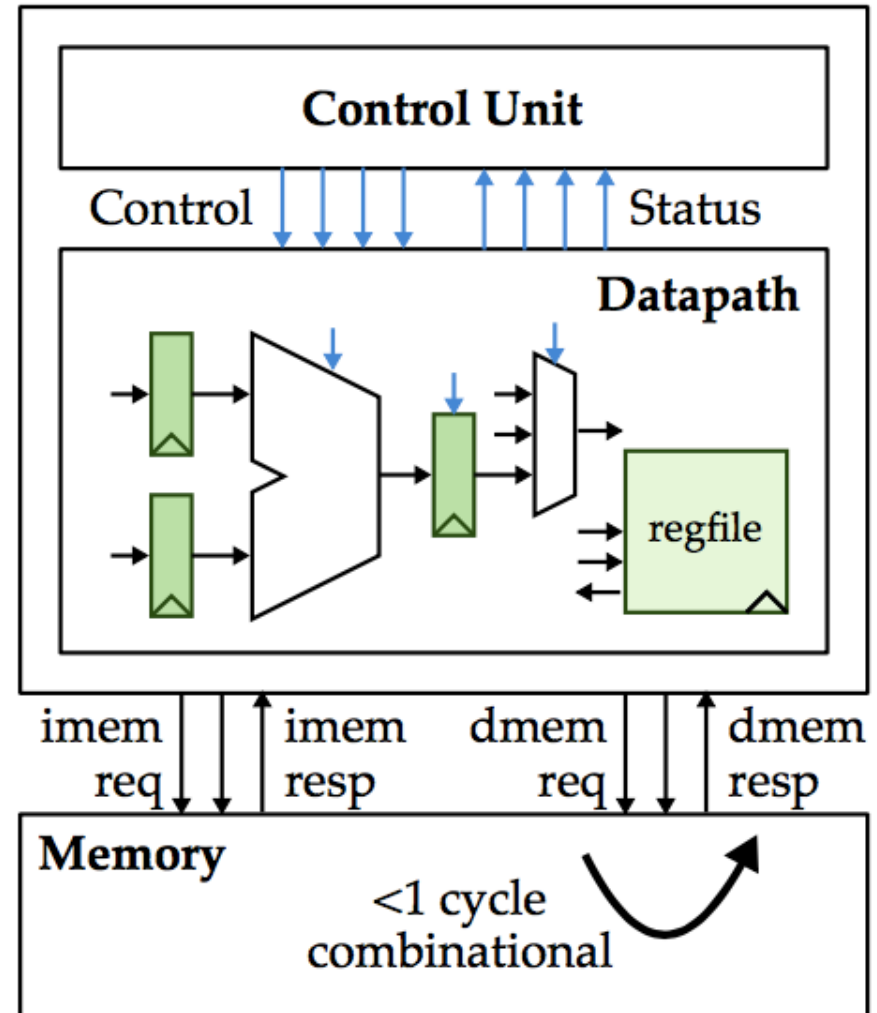 Control Unit
Control
Status
Datapath
regfile
imem
req
imem
resp
dmem
req
dmem
resp
Memory
<1 cycle
combinational